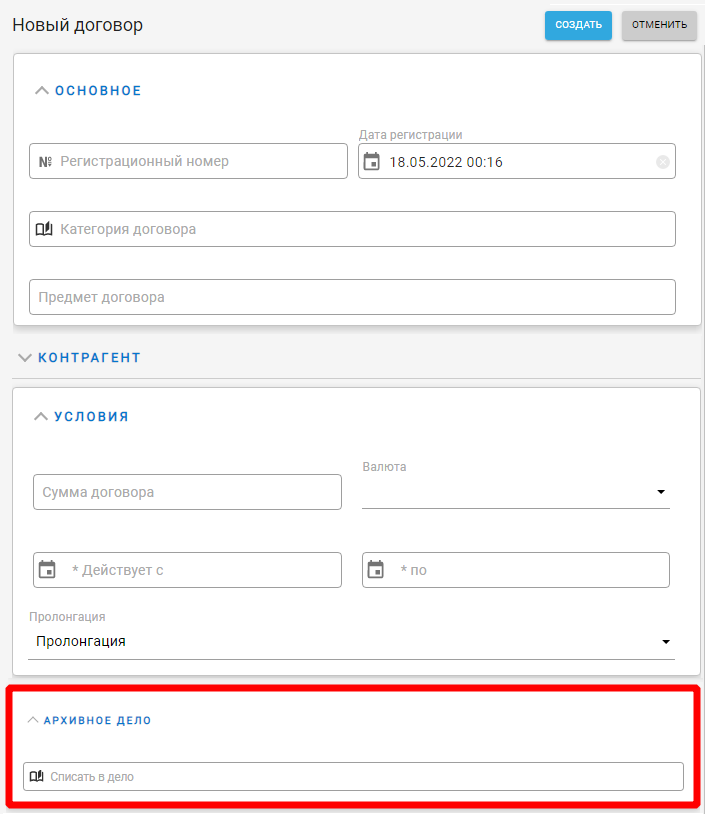 Новый договор
СОЗДАТЬ
ОТМЕНИТЬ
ОСНОВНОЕ
Дата регистрации
№ Регистрационный номер
18.05.2022 00:16
Категория договора
Предмет договора
КОНТРАГЕНТ
УСЛОВИЯ
Валюта
Сумма договора
* Действует с
* по
Пролонгация
Пролонгация
АРХИВНОЕ ДЕЛО
Списать в дело